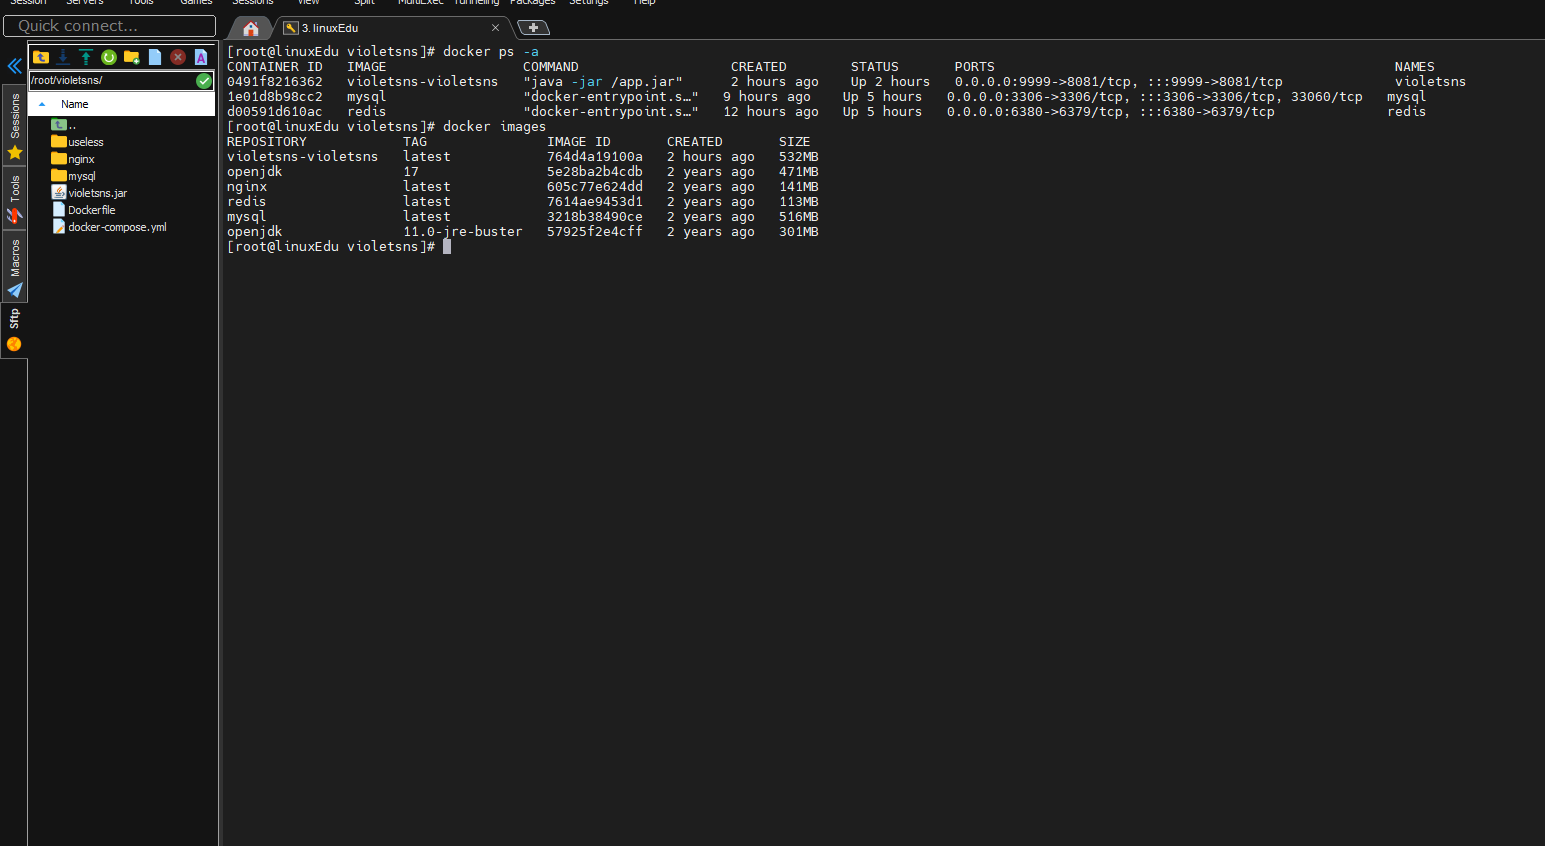 Session Servers Tools Games Sessions View Split MultiExec Tunneling Packages Settings Help
Quick connect...
3. linuxEdu
/root/violetsns/
Name
..
useless
nginx
mysql
violetsns.jar
Dockerfile
docker-compose.yml
Sessions
Tools
Macros
Sftp
[root@linuxEdu violetsns]# docker ps -a
CONTAINER ID IMAGE COMMAND CREATED STATUS PORTS NAMES
0491f8216362 violetsns-violetsns "java -jar /app.jar" 2 hours ago Up 2 hours 0.0.0.0:9999->8081/tcp, :::9999->8081/tcp violetsns
1e01d8b98cc2 mysql "docker-entrypoint.s…" 9 hours ago Up 5 hours 0.0.0.0:3306->3306/tcp, :::3306->3306/tcp, 33060/tcp mysql
d00591d610ac redis "docker-entrypoint.s…" 12 hours ago Up 5 hours 0.0.0.0:6380->6379/tcp, :::6380->6379/tcp redis
[root@linuxEdu violetsns]# docker images
REPOSITORY TAG IMAGE ID CREATED SIZE
violetsns-violetsns latest 764d4a19100a 2 hours ago 532MB
openjdk 17 5e28ba2b4cdb 2 years ago 471MB
nginx latest 605c77e624dd 2 years ago 141MB
redis latest 7614ae9453d1 2 years ago 113MB
mysql latest 3218b38490ce 2 years ago 516MB
openjdk 11.0-jre-buster 57925f2e4cff 2 years ago 301MB
[root@linuxEdu violetsns]#